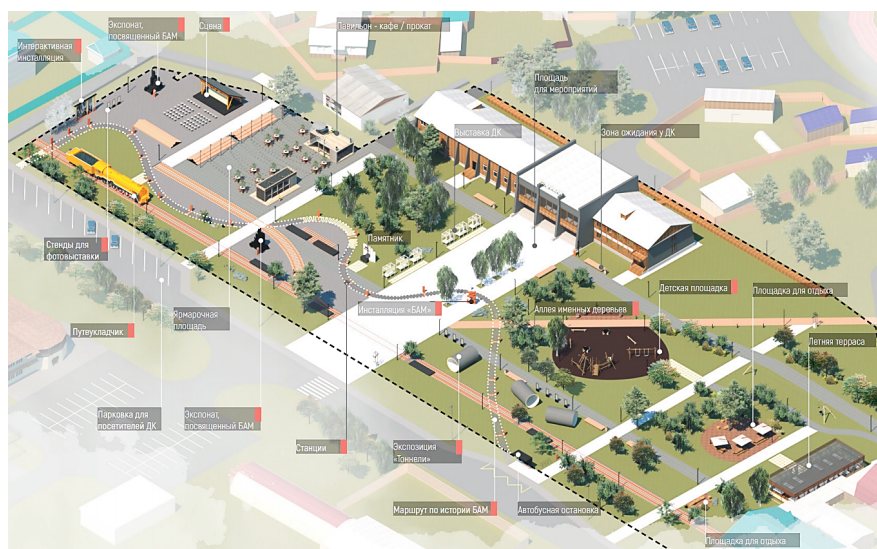 Экспонат,
посвященный БАМ
Сцена
Павильон - кафе / прокат
Интерактивная
инсталляция
Площадь
для мероприятий
Выставка ДК
Зона ожидания у ДК
Памятник
Стенды для
фотовыставки
Детская площадка
Площадка для отдыха
Инсталляция «БАМ»
Аллея именных деревьев
Ярмарочная
площадь
Путеукладчик
Летняя терраса
Парковка для
посетителей ДК
Экспонат,
посвященный БАМ
Станции
Экспозиция
«Тоннели»
Маршрут по истории БАМ
Автобусная остановка
Площадка для отдыха